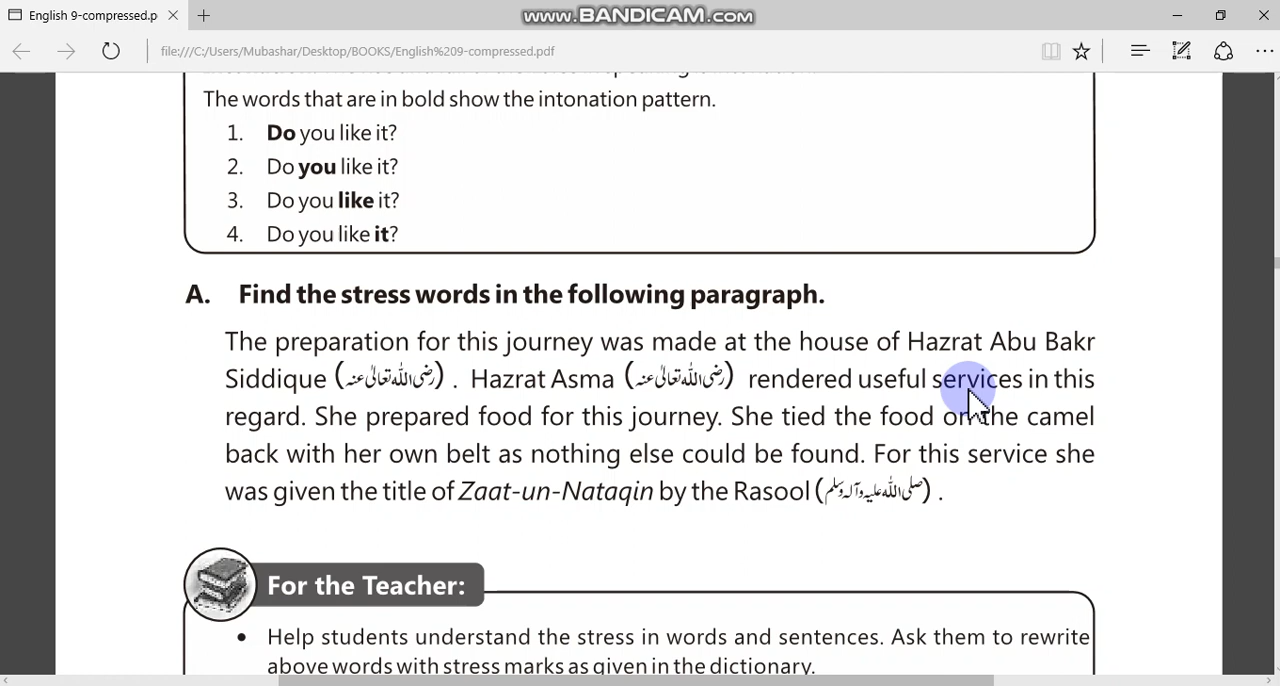 English 9-compressed.p
www.BANDICAM.com
file:///C:/Users/Mubashar/Desktop/BOOKS/English%209-compressed.pdf
The words that are in bold show the intonation pattern.
1. Do you like it?
2. Do you like it?
3. Do you like it?
4. Do you like it?
A. Find the stress words in the following paragraph.
The preparation for this journey was made at the house of Hazrat Abu Bakr
Siddique (رضی اللہ تعالیٰ عنہ) . Hazrat Asma (رضی اللہ تعالیٰ عنہ) rendered useful services in this
regard. She prepared food for this journey. She tied the food on the camel
back with her own belt as nothing else could be found. For this service she
was given the title of Zaat-un-Nataqin by the Rasool (صلی اللہ علیہ وآلہ وسلم) .
For the Teacher:
• Help students understand the stress in words and sentences. Ask them to rewrite
above words with stress marks as given in the dictionary.